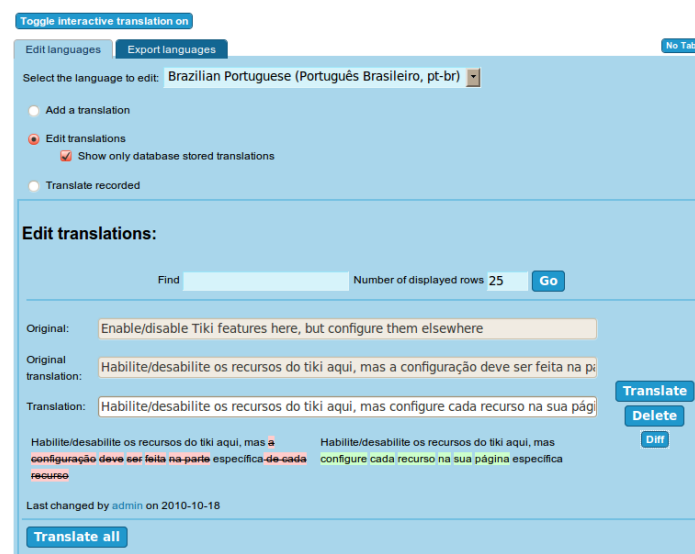 Toggle interactive translation on
Edit languages Export languages No Tab
Select the language to edit: Brazilian Portuguese (Português Brasileiro, pt-br)
Add a translation
Edit translations
Show only database stored translations
Translate recorded
Edit translations:
Find Number of displayed rows 25 Go
Original: Enable/disable Tiki features here, but configure them elsewhere
Original translation: Habilite/desabilite os recursos do tiki aqui, mas a configuração deve ser feita na pa
Translate
Translation: Habilite/desabilite os recursos do tiki aqui, mas configure cada recurso na sua pági
Delete
Diff
Habilite/desabilite os recursos do tiki aqui, mas a
configuração deve ser feita na parte específica de cada
recurso
Habilite/desabilite os recursos do tiki aqui, mas
configure cada recurso na sua página específica
Last changed by admin on 2010-10-18
Translate all